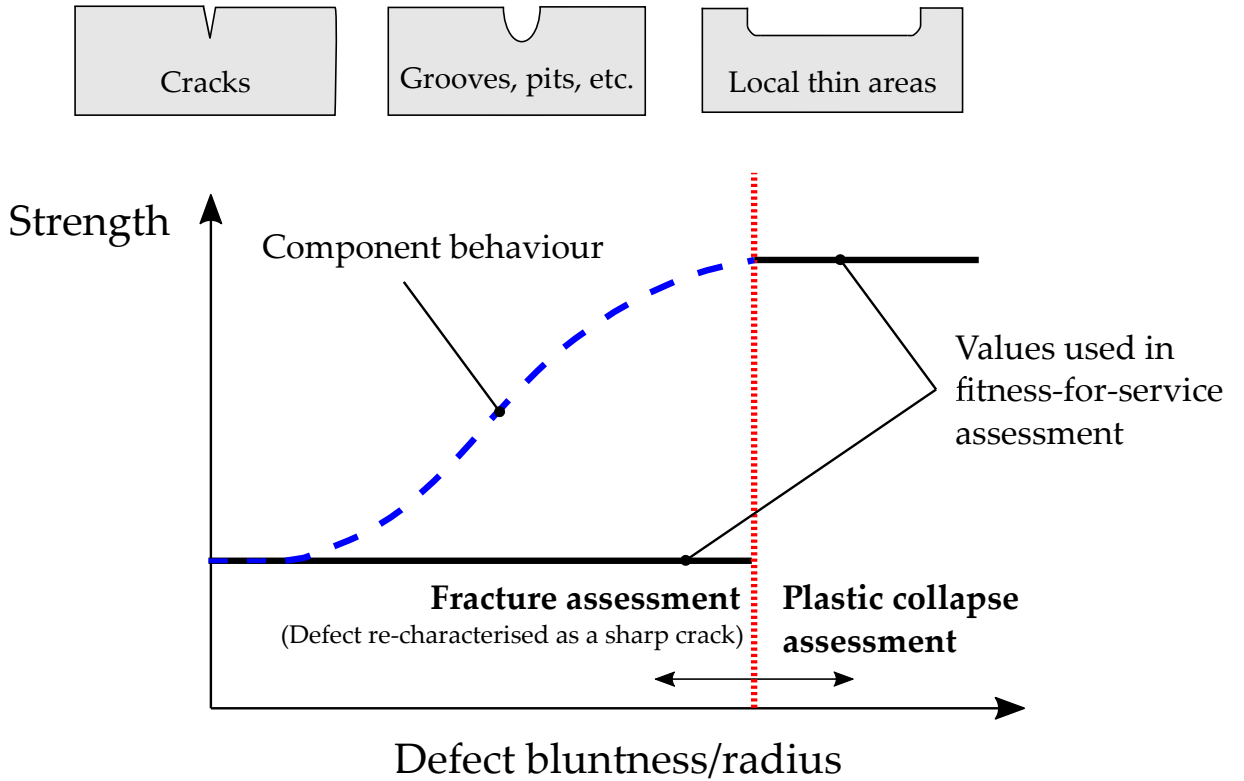 Cracks
Grooves, pits, etc.
Local thin areas
Strength
Component behaviour
Values used in
fitness-for-service
assessment
Fracture assessment
(Defect re-characterised as a sharp crack)
Plastic collapse
assessment
Defect bluntness/radius